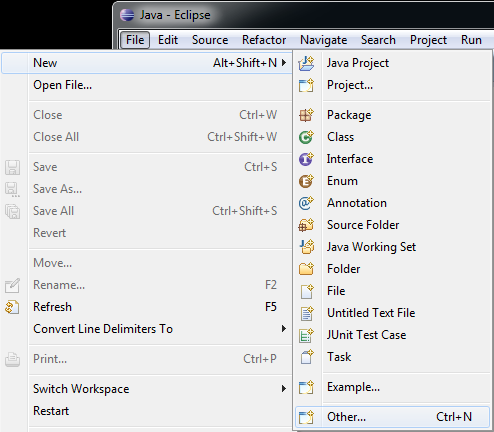 Java - Eclipse
File Edit Source Refactor Navigate Search Project Run
New Alt+Shift+N
Open File...
Close Ctrl+W
Close All Ctrl+Shift+W
Save Ctrl+S
Save As...
Save All Ctrl+Shift+S
Revert
Move...
Rename... F2
Refresh F5
Convert Line Delimiters To
Print... Ctrl+P
Switch Workspace
Restart
Java Project
Project...
Package
Class
Interface
Enum
Annotation
Source Folder
Java Working Set
Folder
File
Untitled Text File
JUnit Test Case
Task
Example...
Other... Ctrl+N